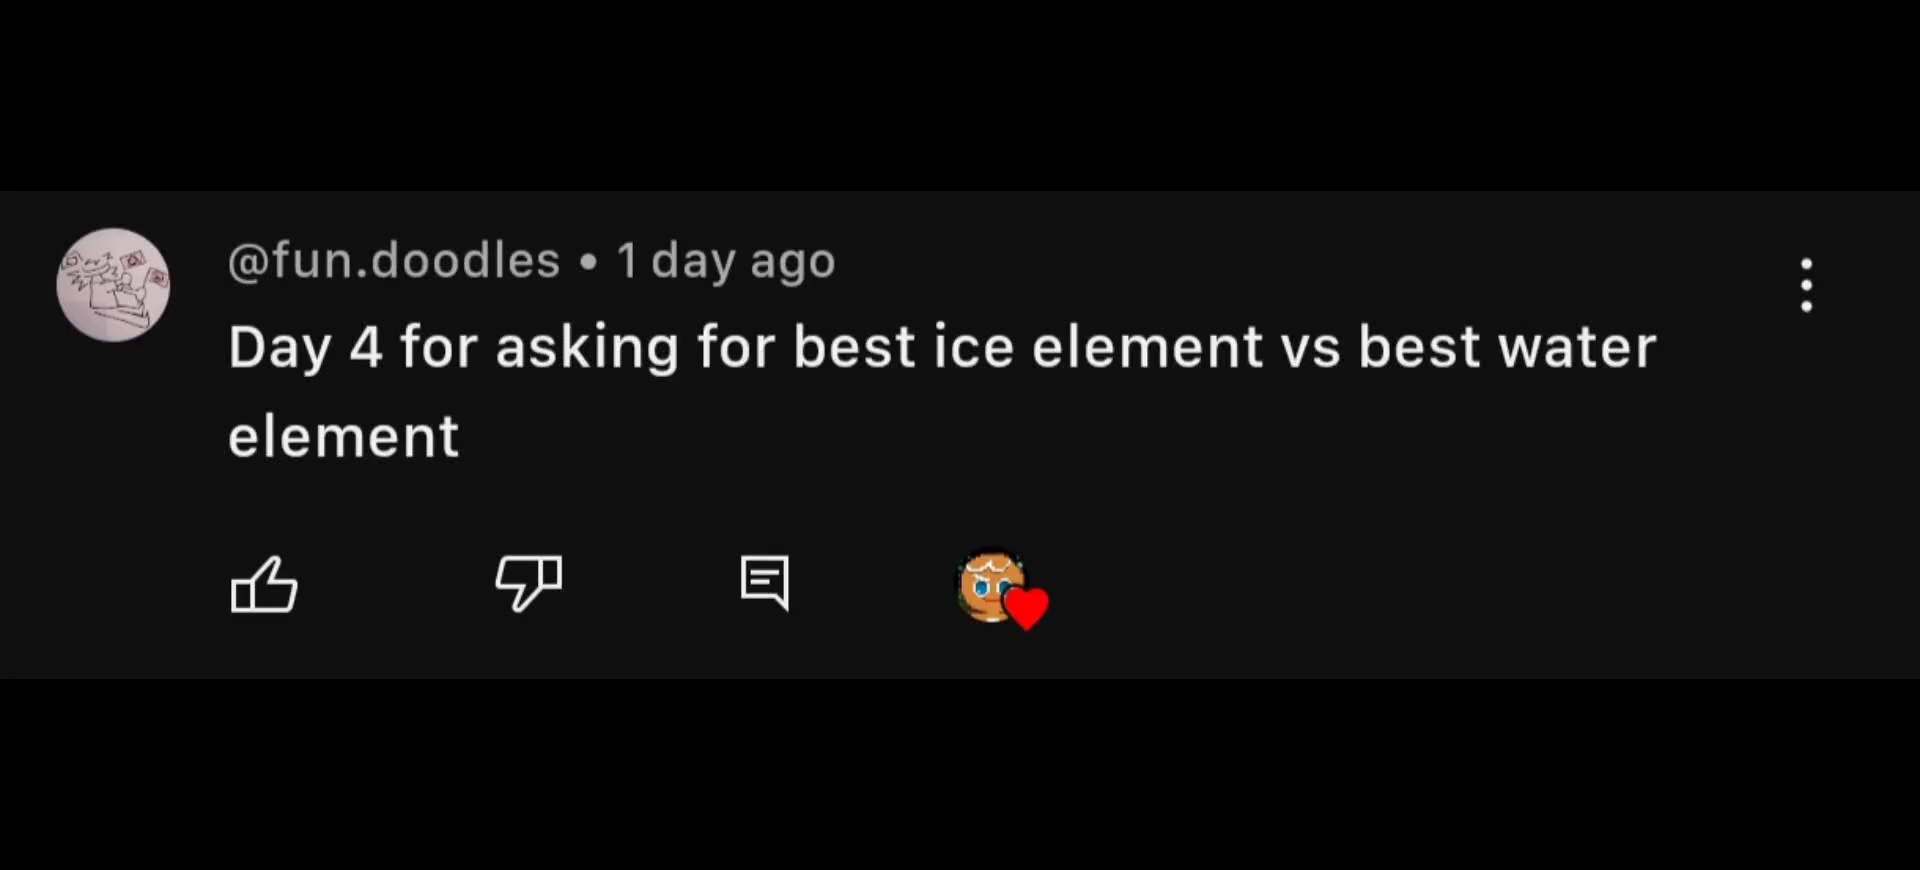 @fun.doodles • 1 day ago
Day 4 for asking for best ice element vs best water
element